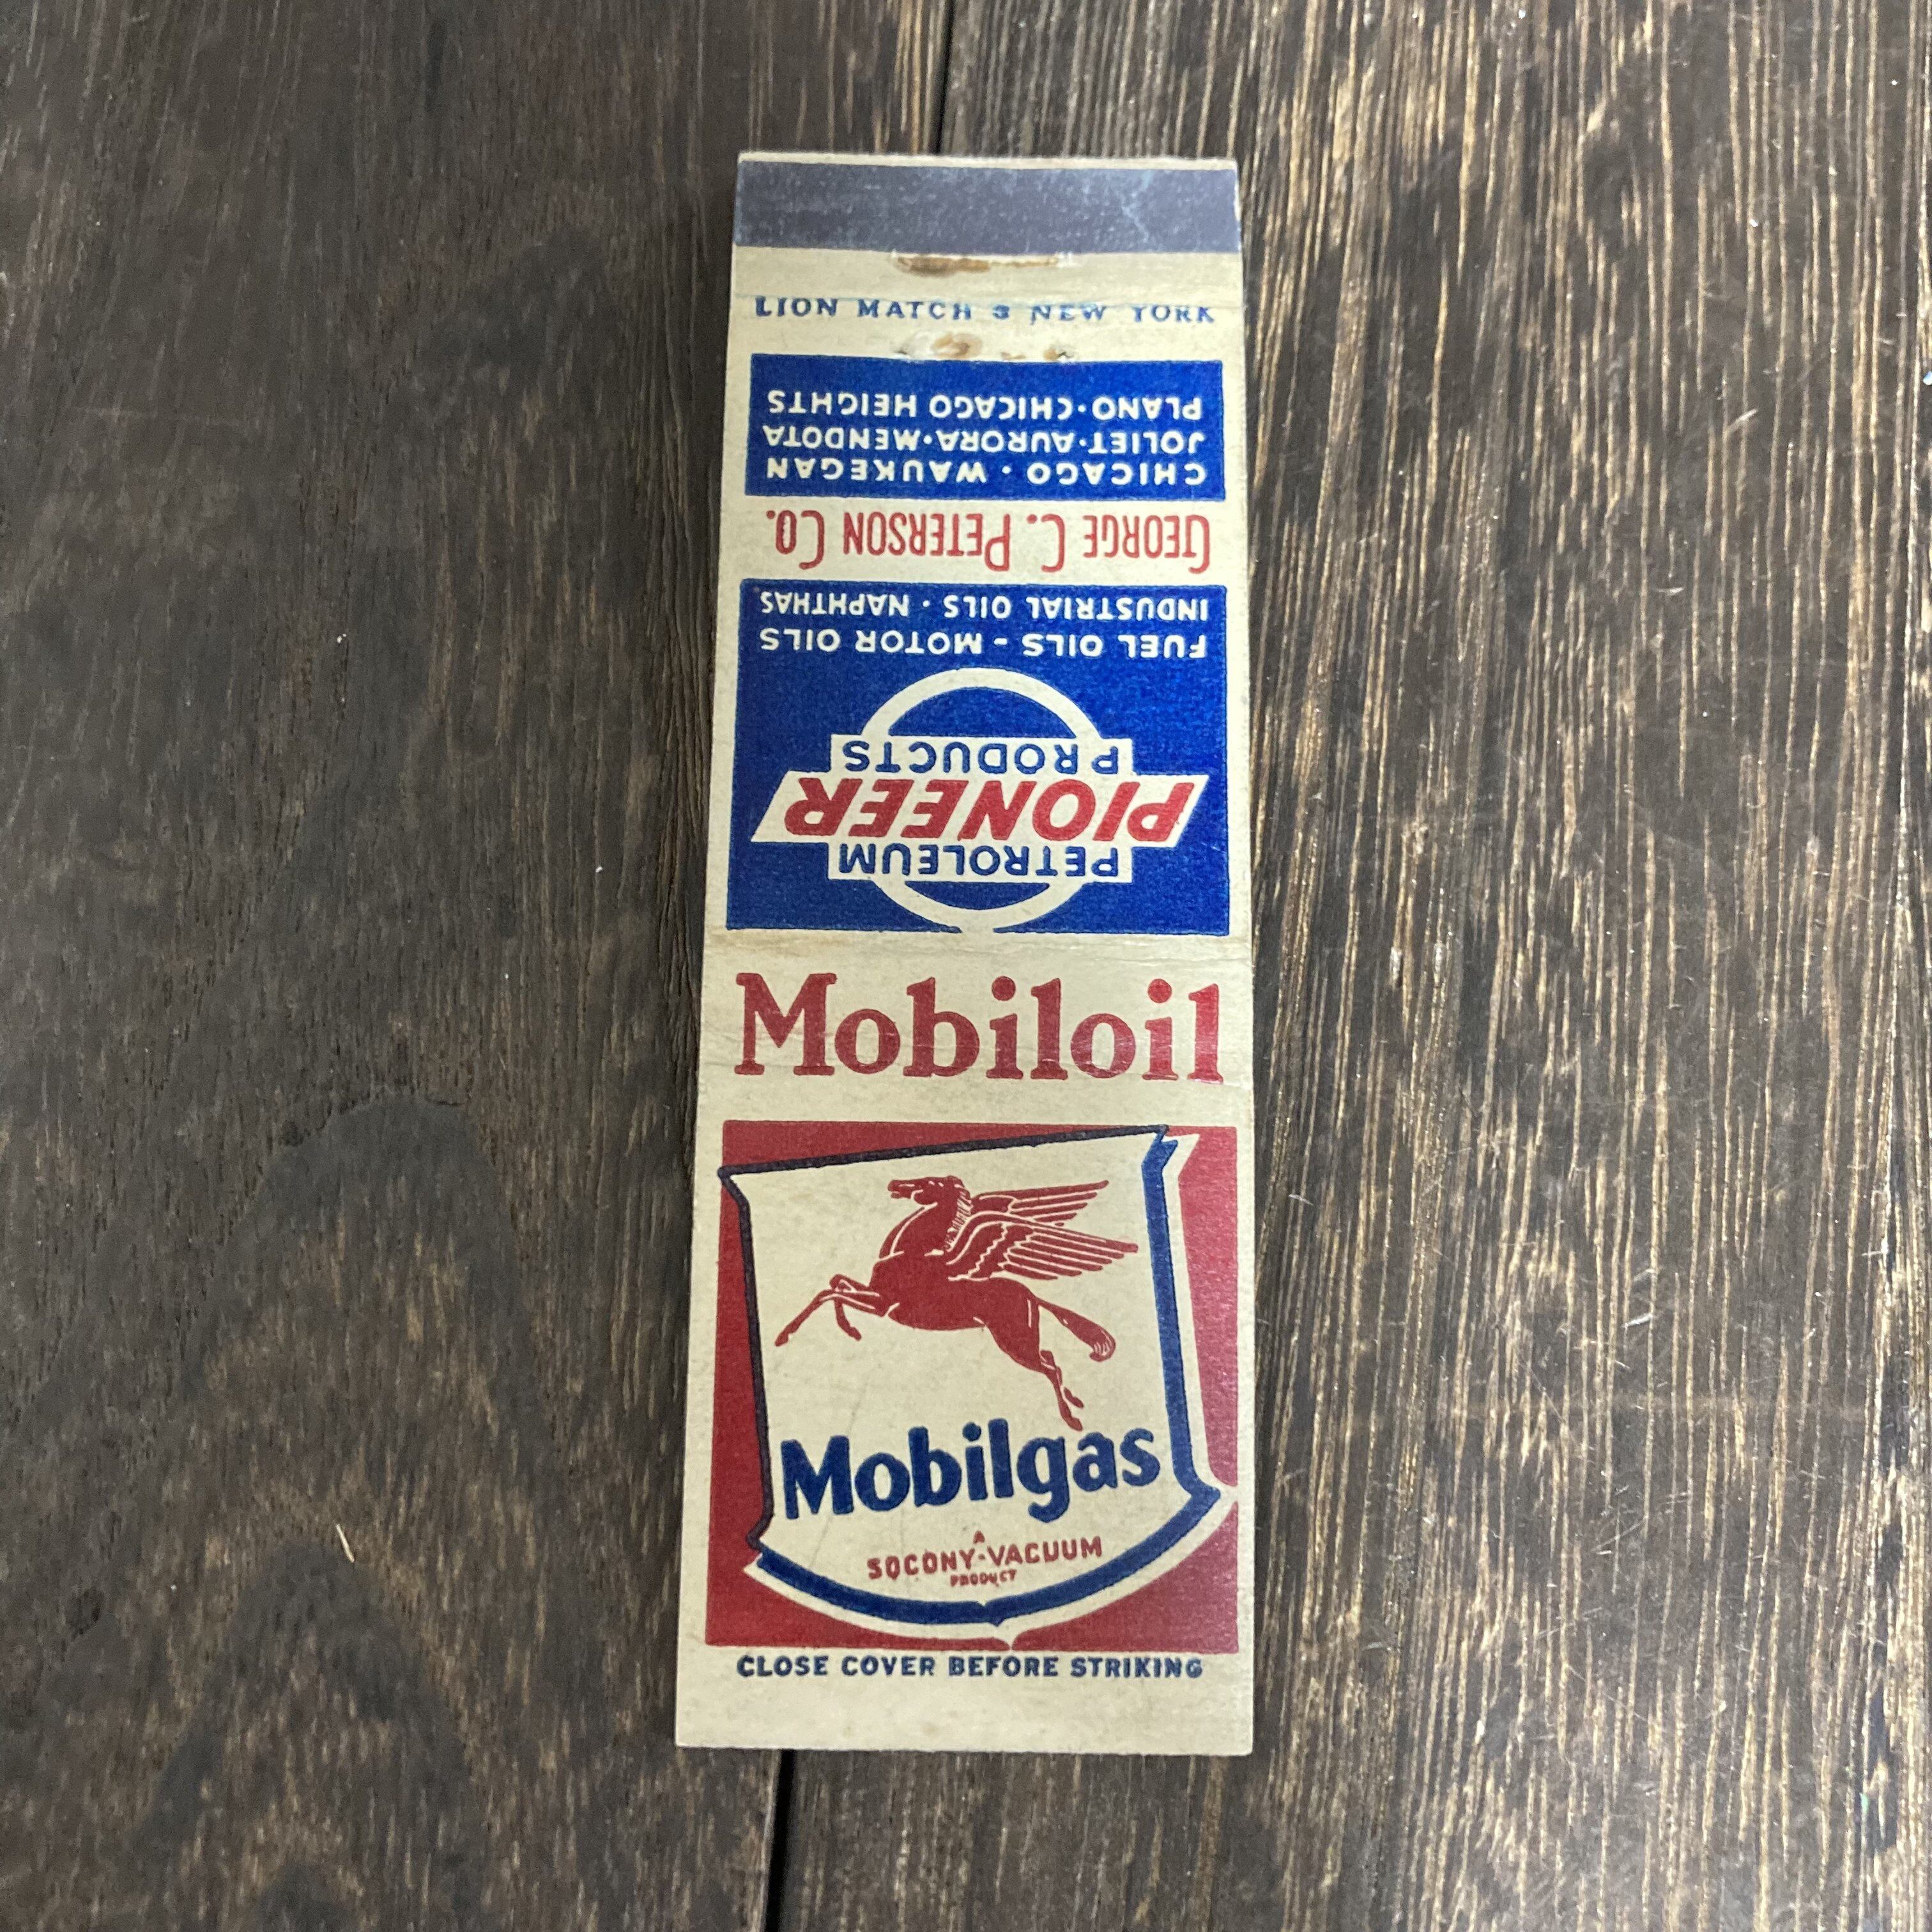 LION MATCH 3 NEW YORK
PETROLEUM
PIONEER
PRODUCTS
FUEL OILS - MOTOR OILS
INDUSTRIAL OILS · NAPHTHAS
GEORGE C. PETERSON CO.
CHICAGO · WAUKEGAN
JOLIET·AURORA·MENDOTA
PLANO·CHICAGO HEIGHTS
Mobiloil
Mobilgas
A
SOCONY-VACUUM
PRODUCT
CLOSE COVER BEFORE STRIKING